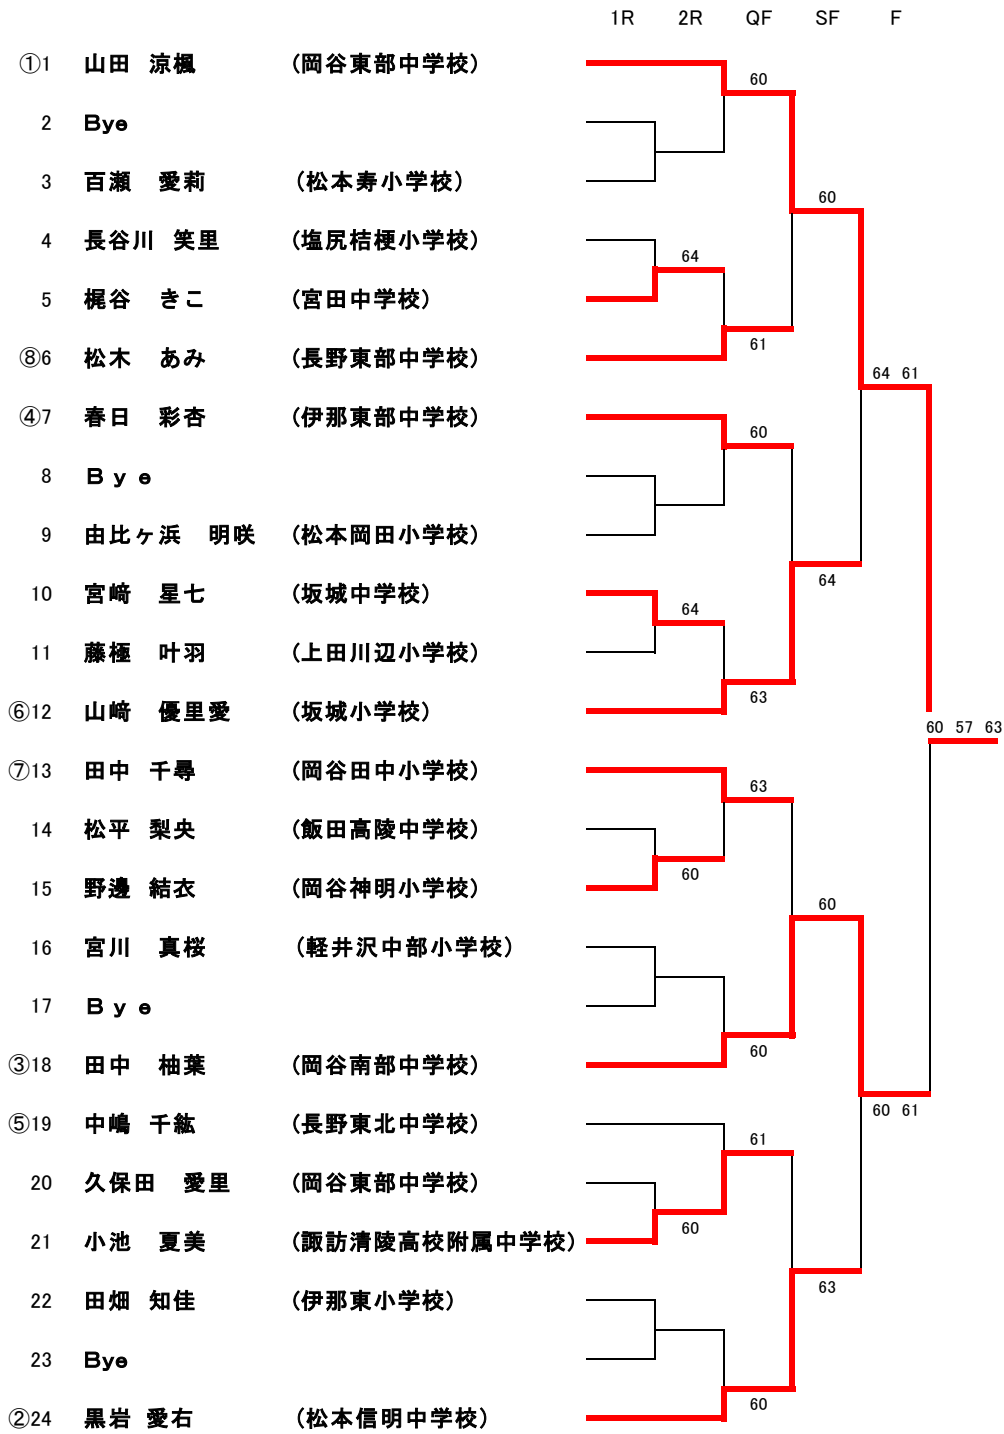 1R 2R QF SF F
①1 山田 涼楓 (岡谷東部中学校)
60
2 Bye
3 百瀬 愛莉 (松本寿小学校)
60
4 長谷川 笑里 (塩尻桔梗小学校)
64
5 梶谷 きこ (宮田中学校)
61
⑧6 松木 あみ (長野東部中学校)
64 61
④7 春日 彩杏 (伊那東部中学校)
60
8 Bye
9 由比ヶ浜 明咲 (松本岡田小学校)
64
10 宮﨑 星七 (坂城中学校)
64
11 藤極 叶羽 (上田川辺小学校)
63
⑥12 山﨑 優里愛 (坂城小学校)
60 57 63
⑦13 田中 千尋 (岡谷田中小学校)
63
14 松平 梨央 (飯田高陵中学校)
60
15 野邊 結衣 (岡谷神明小学校)
60
16 宮川 真桜 (軽井沢中部小学校)
17 Bye
60
③18 田中 柚葉 (岡谷南部中学校)
60 61
⑤19 中嶋 千紘 (長野東北中学校)
61
20 久保田 愛里 (岡谷東部中学校)
60
21 小池 夏美 (諏訪清陵高校附属中学校)
63
22 田畑 知佳 (伊那東小学校)
23 Bye
60
②24 黒岩 愛右 (松本信明中学校)